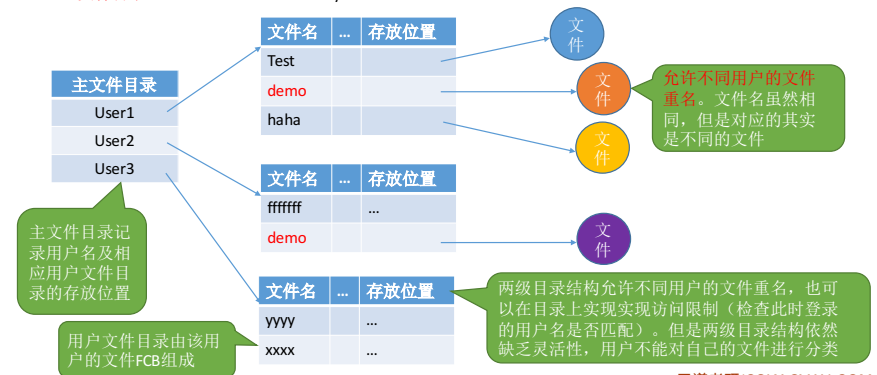 文件名 … 存放位置
Test
demo
haha
文件
文件
文件
允许不同用户的文件
重名。文件名虽然相
同，但是对应的其实
是不同的文件
主文件目录
User1
User2
User3
文件名 … 存放位置
fffffff …
demo
文件
主文件目录记
录用户名及相
应用户文件目
录的存放位置
文件名 … 存放位置
yyyy …
xxxx …
用户文件目录由该用
户的文件FCB组成
两级目录结构允许不同用户的文件重名，也可
以在目录上实现实现访问限制（检查此时登录
的用户名是否匹配）。但是两级目录结构依然
缺乏灵活性，用户不能对自己的文件进行分类